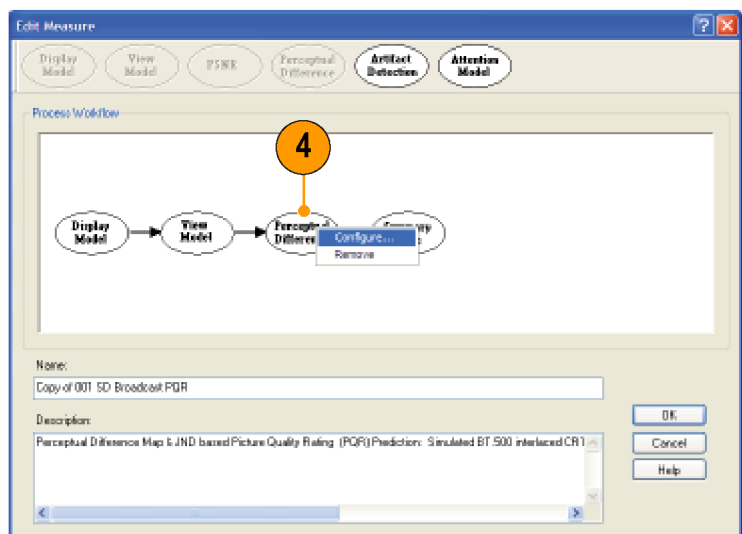 Edit Measure
Display Model
View Model
PSNR
Perceptual Difference
Artifact Detection
Attention Model
Process Workflow
4
Display Model
View Model
Perceptual
Configure...
Remove
Name:
Copy of 001 SD Broadcast PQR
Description:
Perceptual Difference Map & JND based Picture Quality Rating (PQR) Prediction: Simulated BT.500 interlaced CRT
OK
Cancel
Help